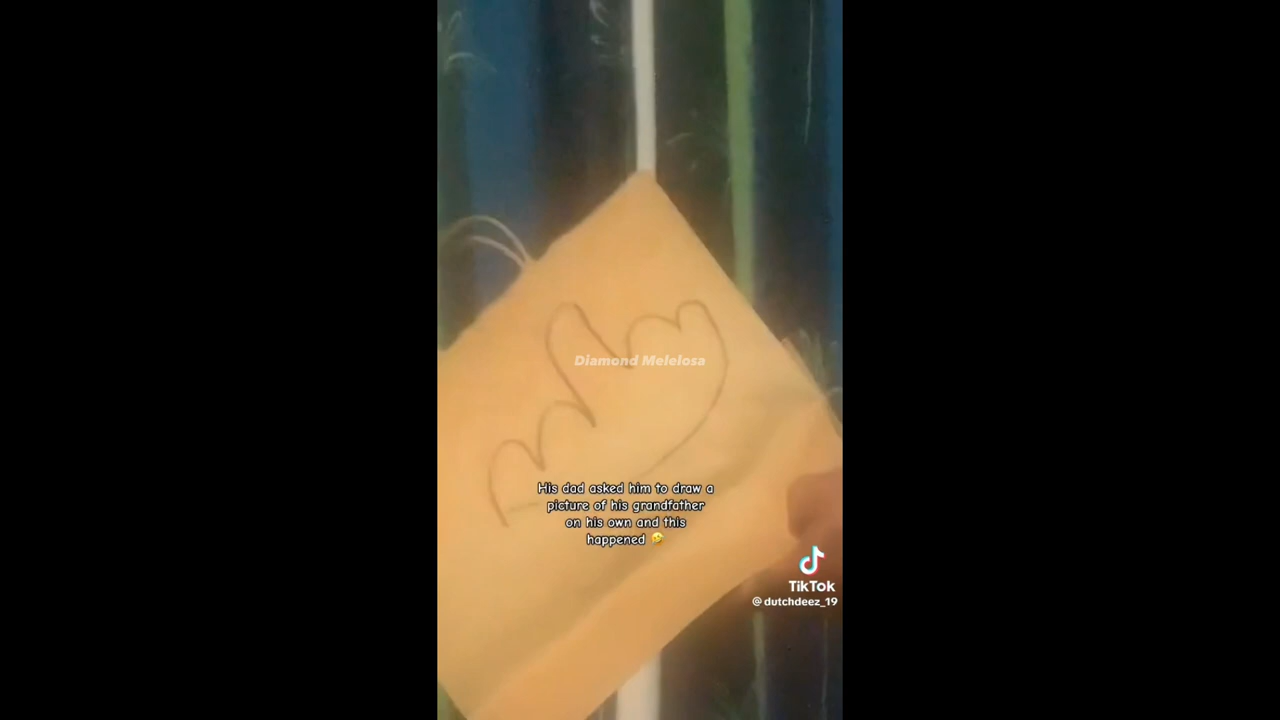 Diamond Melelosa
His dad asked him to draw a
picture of his grandfather
on his own and this
happened 🤣
TikTok
@dutchdeez_19